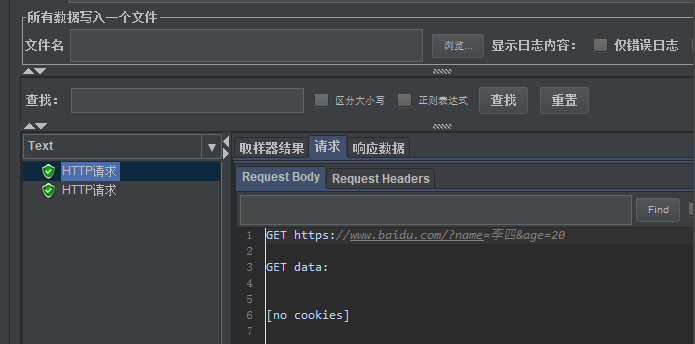 所有数据写入一个文件
文件名 浏览... 显示日志内容： 仅错误日志
查找： 区分大小写 正则表达式 查找 重置
Text
HTTP请求
HTTP请求
取样器结果 请求 响应数据
Request Body Request Headers
Find
1 GET https://www.baidu.com/?name=李四&age=20
2
3 GET data:
4
5
6 [no cookies]
7